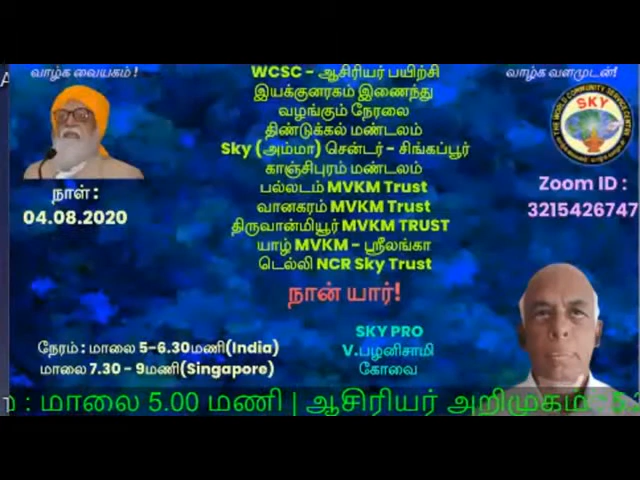 வாழ்க வையகம் !
WCSC - ஆசிரியர் பயிற்சி
இயக்குனரகம் இணைந்து
வழங்கும் நேரலை
திண்டுக்கல் மண்டலம்
Sky (அம்மா) சென்டர் - சிங்கப்பூர்
காஞ்சிபுரம் மண்டலம்
பல்லடம் MVKM Trust
வானகரம் MVKM Trust
திருவான்மியூர் MVKM TRUST
யாழ் MVKM - ஸ்ரீலங்கா
டெல்லி NCR Sky Trust
வாழ்க வளமுடன்!
SKY
நாள் :
04.08.2020
Zoom ID :
3215426747
நான் யார்!
நேரம் : மாலை 5-6.30மணி(India)
மாலை 7.30 - 9மணி(Singapore)
SKY PRO
V.பழனிசாமி
கோவை
: மாலை 5.00 மணி | ஆசிரியர் அறிமுகம்